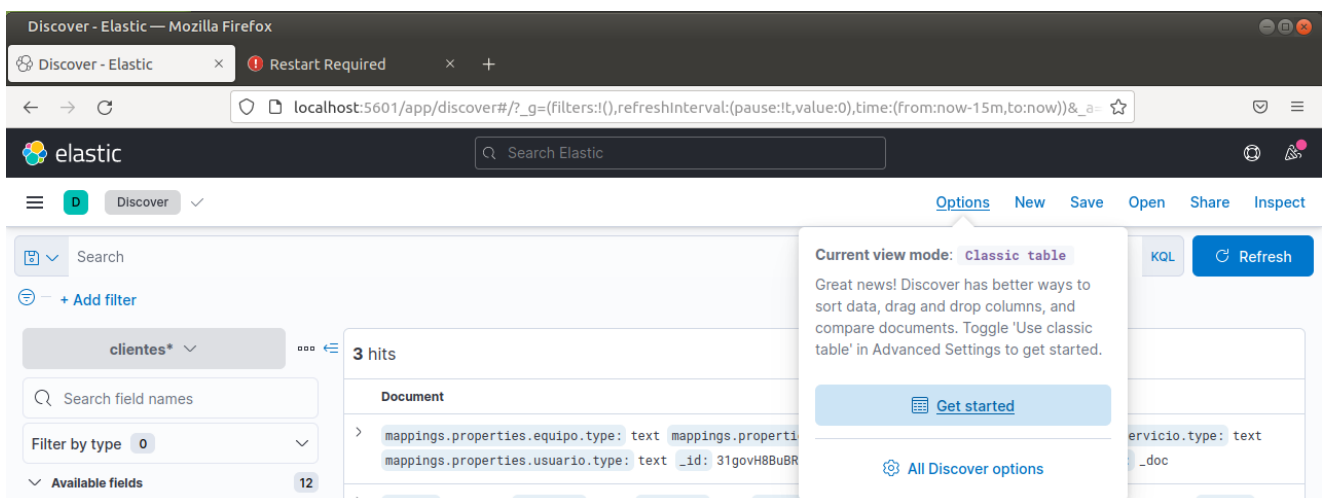 Discover - Elastic — Mozilla Firefox
Discover - Elastic × Restart Required × +
localhost:5601/app/discover#/?_g=(filters:!(),refreshInterval:(pause:!t,value:0),time:(from:now-15m,to:now))&_a=
elastic
Search Elastic
D Discover
Options New Save Open Share Inspect
Search
KQL
Refresh
+ Add filter
Current view mode: Classic table
Great news! Discover has better ways to
sort data, drag and drop columns, and
compare documents. Toggle 'Use classic
table' in Advanced Settings to get started.
Get started
All Discover options
clientes*
3 hits
Search field names
Document
Filter by type 0
mappings.properties.equipo.type: text mappings.properti ervicio.type: text
mappings.properties.usuario.type: text _id: 31govH8BuBR _doc
Available fields 12